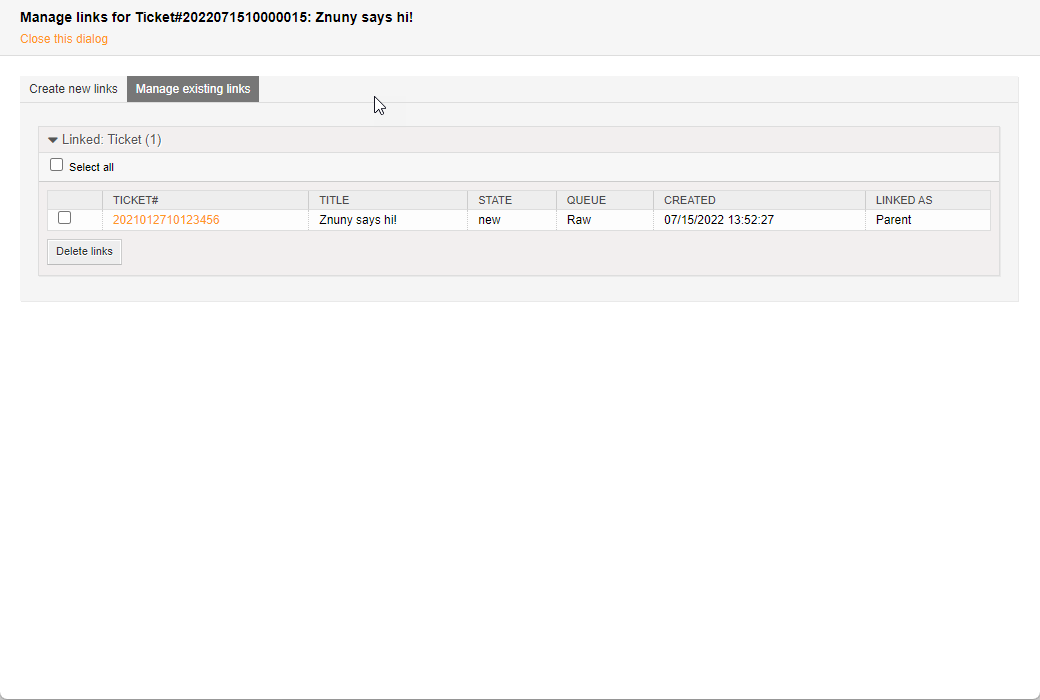 Manage links for Ticket#2022071510000015: Znuny says hi!
Close this dialog
Create new links Manage existing links
Linked: Ticket (1)
Select all
TICKET# TITLE STATE QUEUE CREATED LINKED AS
2021012710123456 Znuny says hi! new Raw 07/15/2022 13:52:27 Parent
Delete links